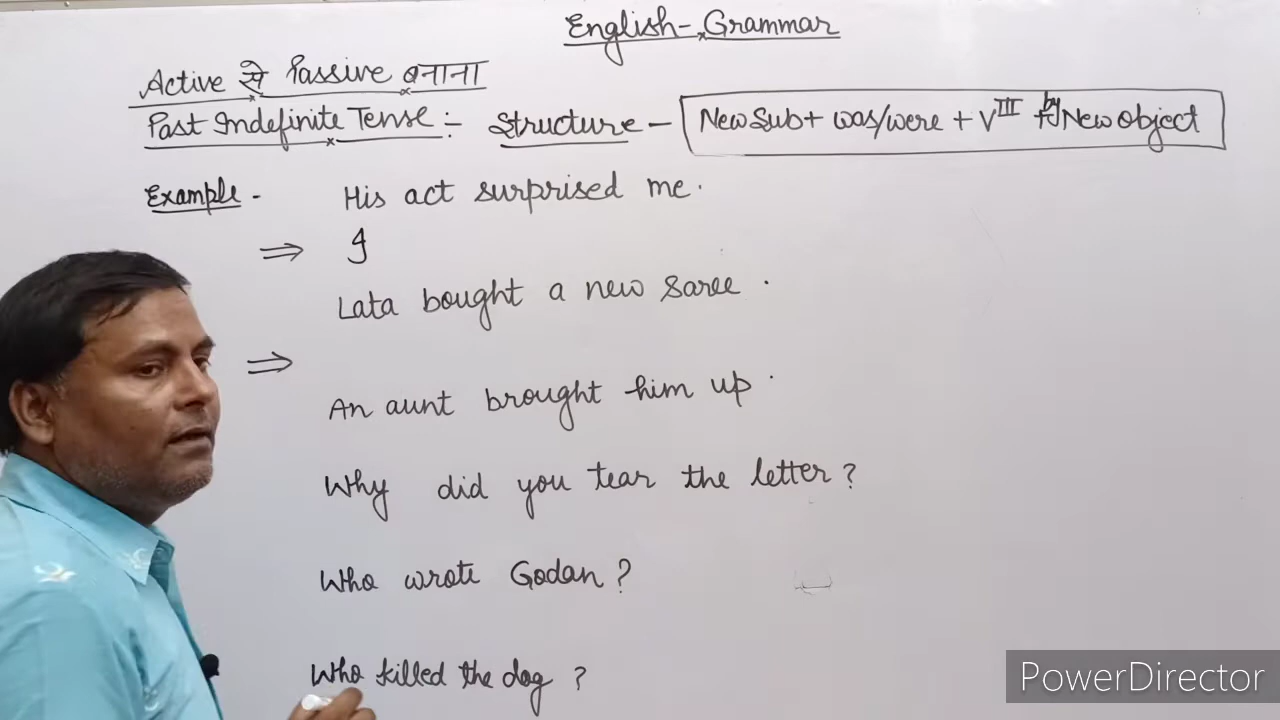 English-Grammar
Active से Passive बनाना
Past Indefinite Tense:- Structure - New Sub + was/were + V III + by New Object
Example - His act surprised me.
⇒ I
Lata bought a new saree.
⇒
An aunt brought him up.
Why did you tear the letter?
Who wrote Godan?
Who killed the dog?
PowerDirector